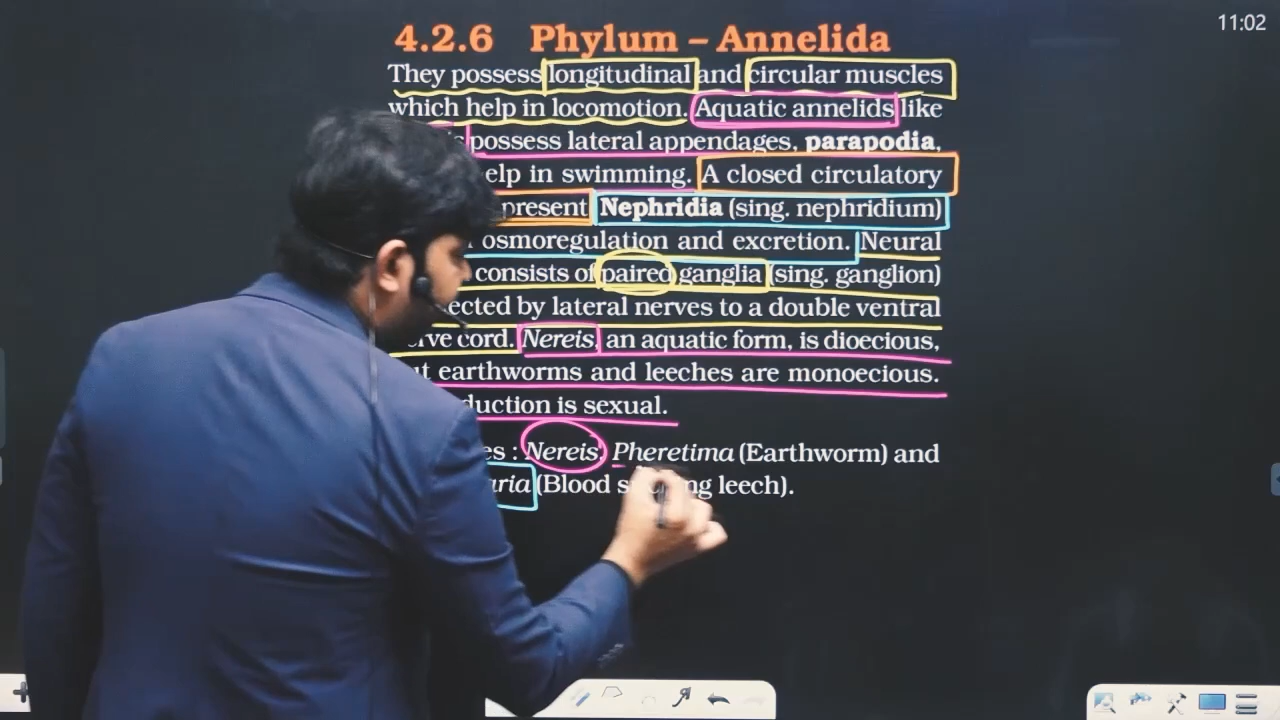 11:02
4.2.6 Phylum – Annelida
They possess longitudinal and circular muscles
which help in locomotion. Aquatic annelids like
possess lateral appendages, parapodia,
elp in swimming. A closed circulatory
present Nephridia (sing. nephridium)
osmoregulation and excretion. Neural
consists of paired ganglia (sing. ganglion)
ected by lateral nerves to a double ventral
rve cord. Nereis, an aquatic form, is dioecious,
ut earthworms and leeches are monoecious.
duction is sexual.
es : Nereis, Pheretima (Earthworm) and
aria (Blood leech).